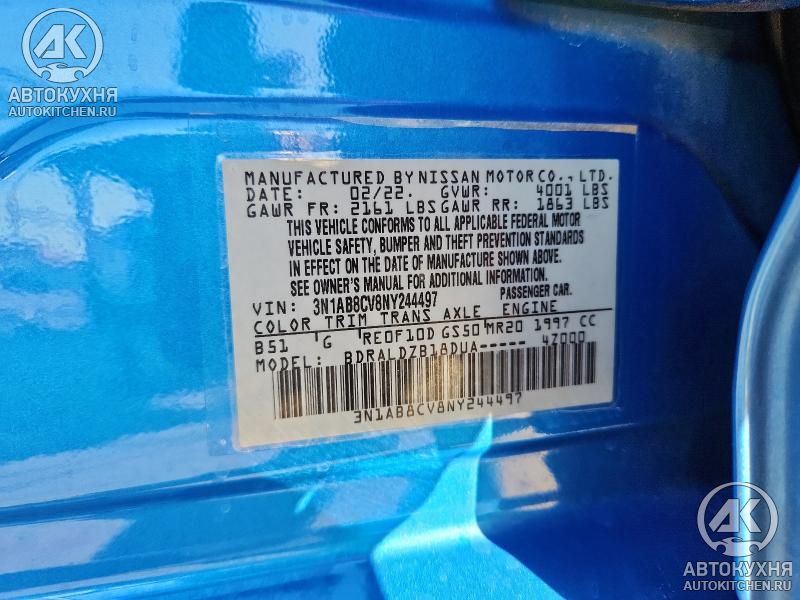 AK
АВТОКУХНЯ
AUTOKITCHEN.RU
MANUFACTURED BY NISSAN MOTOR CO., LTD.
DATE: 02/22. GVWR: 4001 LBS
GAWR FR: 2161 LBS GAWR RR: 1863 LBS
THIS VEHICLE CONFORMS TO ALL APPLICABLE FEDERAL MOTOR
VEHICLE SAFETY, BUMPER AND THEFT PREVENTION STANDARDS
IN EFFECT ON THE DATE OF MANUFACTURE SHOWN ABOVE.
SEE OWNER'S MANUAL FOR ADDITIONAL INFORMATION.
VIN: 3N1AB8CV8NY244497 PASSENGER CAR.
COLOR TRIM TRANS AXLE ENGINE
B51 G RE0F10D GS50 MR20 1997 CC
MODEL: BDRALDZB18DUA----- 4Z000
3N1AB8CV8NY244497
AK
АВТОКУХНЯ
AUTOKITCHEN.RU